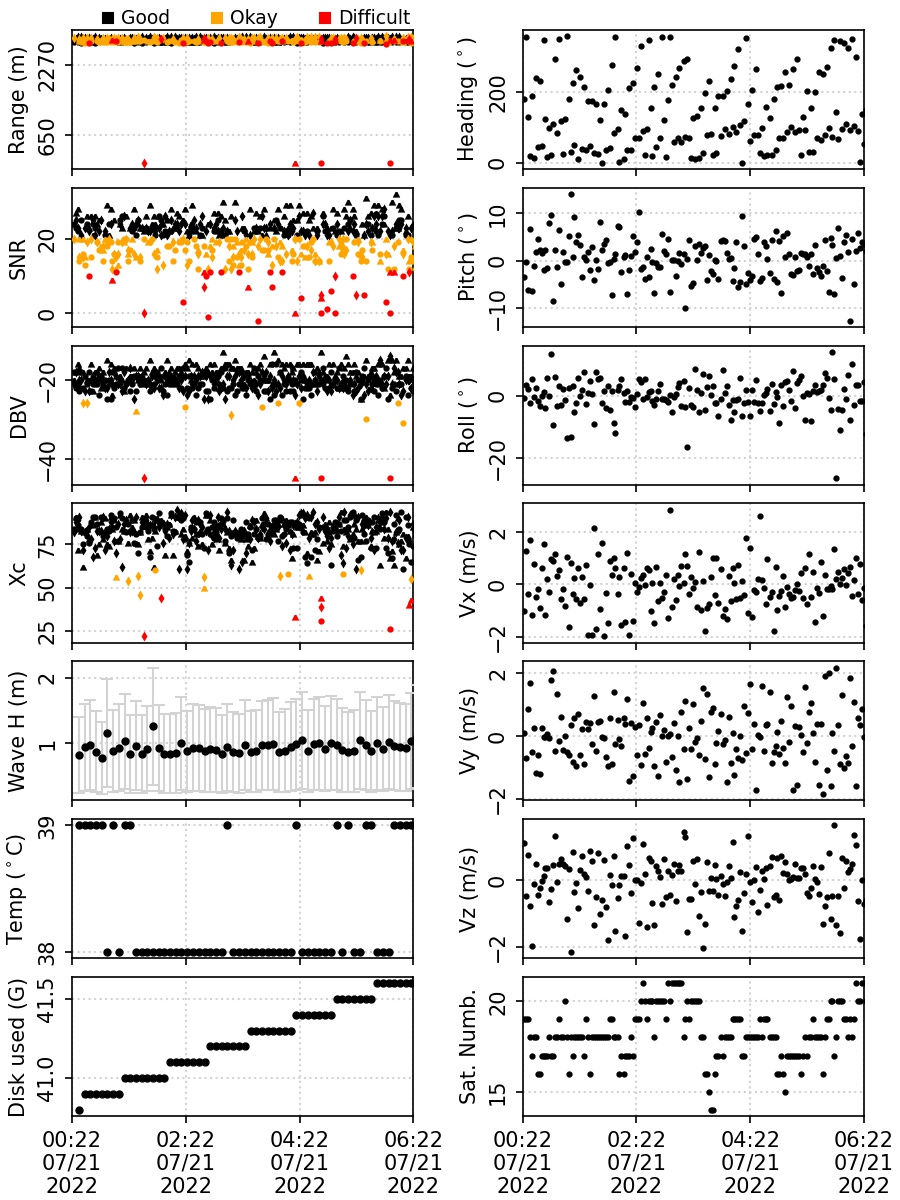 Good Okay Difficult
Range (m)
2270
650
Heading (°)
200
0
SNR
20
0
Pitch (°)
10
0
−10
DBV
−20
−40
Roll (°)
0
−20
Xc
75
50
25
Vx (m/s)
2
0
−2
Wave H (m)
2
1
Vy (m/s)
2
0
−2
Temp (°C)
39
38
Vz (m/s)
0
−2
Disk used (G)
41.5
41.0
Sat. Numb.
20
15
00:22 02:22 04:22 06:22 00:22 02:22 04:22 06:22
07/21 07/21 07/21 07/21 07/21 07/21 07/21 07/21
2022 2022 2022 2022 2022 2022 2022 2022